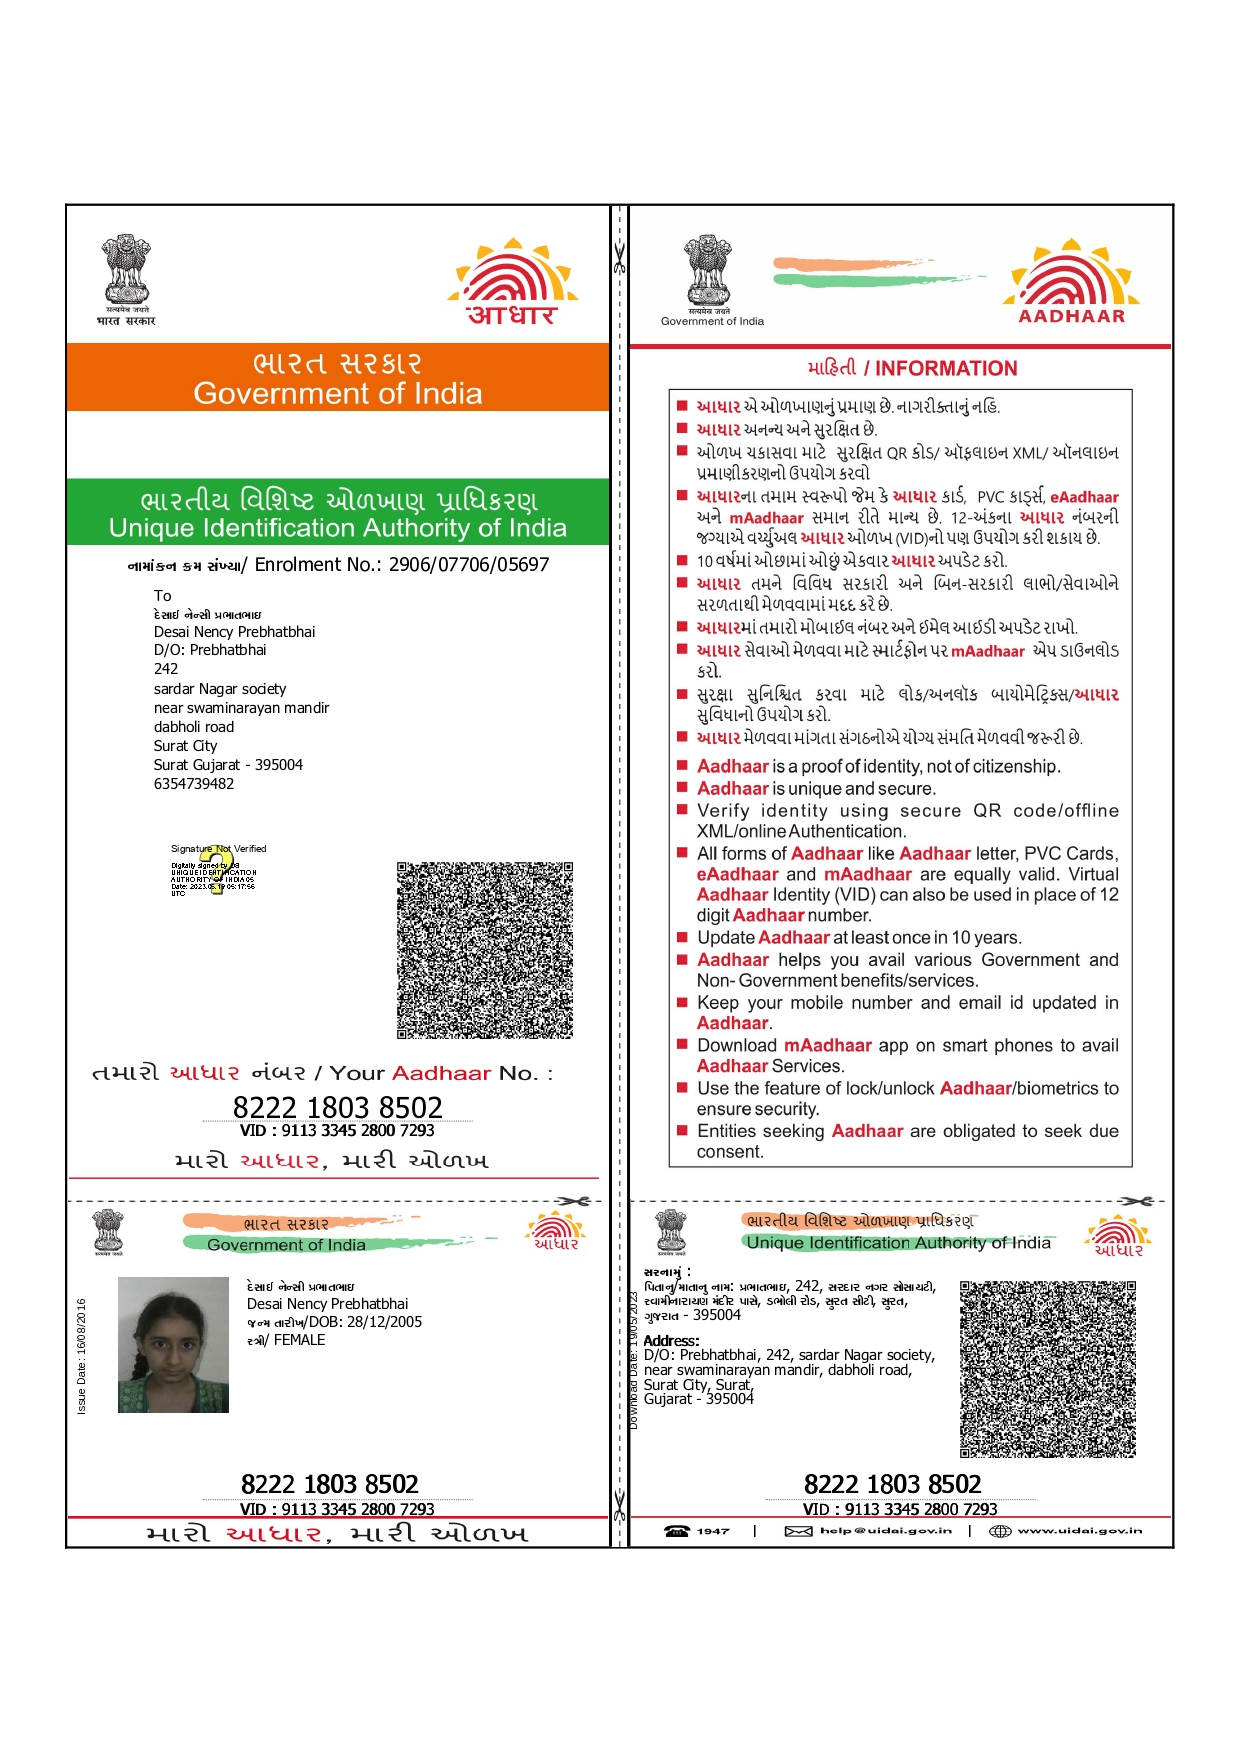 सत्यमेव जयते
भारत सरकार
आधार
ભારત સરકાર
Government of India
ભારતીય વિશિષ્ટ ઓળખાણ પ્રાધિકરણ
Unique Identification Authority of India
નામાંકન ક્રમ સંખ્યા/ Enrolment No.: 2906/07706/05697
To
દેસાઈ નેન્સી પ્રભાતભાઇ
Desai Nency Prebhatbhai
D/O: Prebhatbhai
242
sardar Nagar society
near swaminarayan mandir
dabholi road
Surat City
Surat Gujarat - 395004
6354739482
Signature Not Verified
Digitally signed by DS
UNIQUE IDENTIFICATION
AUTHORITY OF INDIA 05
Date: 2023.05.19 05:17:56
UTC
તમારો આધાર નંબર / Your Aadhaar No. :
8222 1803 8502
VID : 9113 3345 2800 7293
મારો આધાર, મારી ઓળખ
सत्यमेव जयते
Government of India
AADHAAR
માહિતી / INFORMATION
આધાર એ ઓળખાણનું પ્રમાણ છે. નાગરીક્તાનું નહિ.
આધાર અનન્ય અને સુરક્ષિત છે.
ઓળખ ચકાસવા માટે સુરક્ષિત QR કોડ/ ઑફલાઇન XML/ ઑનલાઇન
પ્રમાણીકરણનો ઉપયોગ કરવો
આધારના તમામ સ્વરૂપો જેમ કે આધાર કાર્ડ, PVC કાર્ડ્સ, eAadhaar
અને mAadhaar સમાન રીતે માન્ય છે. 12-અંકના આધાર નંબરની
જગ્યાએ વર્ચ્યુઅલ આધાર ઓળખ (VID)નો પણ ઉપયોગ કરી શકાય છે.
10 વર્ષમાં ઓછામાં ઓછું એકવાર આધાર અપડેટ કરો.
આધાર તમને વિવિધ સરકારી અને બિન-સરકારી લાભો/સેવાઓને
સરળતાથી મેળવવામાં મદદ કરે છે.
આધારમાં તમારો મોબાઈલ નંબર અને ઈમેલ આઈડી અપડેટ રાખો.
આધાર સેવાઓ મેળવવા માટે સ્માર્ટફોન પર mAadhaar એપ ડાઉનલોડ
કરો.
સુરક્ષા સુનિશ્ચિત કરવા માટે લોક/અનલૉક બાયોમેટ્રિક્સ/આધાર
સુવિધાનો ઉપયોગ કરો.
આધાર મેળવવા માંગતા સંગઠનોએ યોગ્ય સંમતિ મેળવવી જરૂરી છે.
Aadhaar is a proof of identity, not of citizenship.
Aadhaar is unique and secure.
Verify identity using secure QR code/offline
XML/online Authentication.
All forms of Aadhaar like Aadhaar letter, PVC Cards,
eAadhaar and mAadhaar are equally valid. Virtual
Aadhaar Identity (VID) can also be used in place of 12
digit Aadhaar number.
Update Aadhaar at least once in 10 years.
Aadhaar helps you avail various Government and
Non- Government benefits/services.
Keep your mobile number and email id updated in
Aadhaar.
Download mAadhaar app on smart phones to avail
Aadhaar Services.
Use the feature of lock/unlock Aadhaar/biometrics to
ensure security.
Entities seeking Aadhaar are obligated to seek due
consent.
सत्यमेव जयते
ભારત સરકાર
Government of India
આધાર
Issue Date: 16/08/2016
દેસાઈ નેન્સી પ્રભાતભાઇ
Desai Nency Prebhatbhai
જન્મ તારીખ/DOB: 28/12/2005
સ્ત્રી/ FEMALE
8222 1803 8502
VID : 9113 3345 2800 7293
મારો આધાર, મારી ઓળખ
सत्यमेव जयते
ભારતીય વિશિષ્ટ ઓળખાણ પ્રાધિકરણ
Unique Identification Authority of India
આધાર
Download Date: 19/05/2023
સરનામું :
પિતાનું/માતાનુ નામ: પ્રભાતભાઇ, 242, સરદાર નગર સોસાયટી,
સ્વામીનારાયણ મંદીર પાસે, ડભોલી રોડ, સુરત સીટી, સુરત,
ગુજરાત - 395004
Address:
D/O: Prebhatbhai, 242, sardar Nagar society,
near swaminarayan mandir, dabholi road,
Surat City, Surat,
Gujarat - 395004
8222 1803 8502
VID : 9113 3345 2800 7293
1947 | help@uidai.gov.in | www.uidai.gov.in